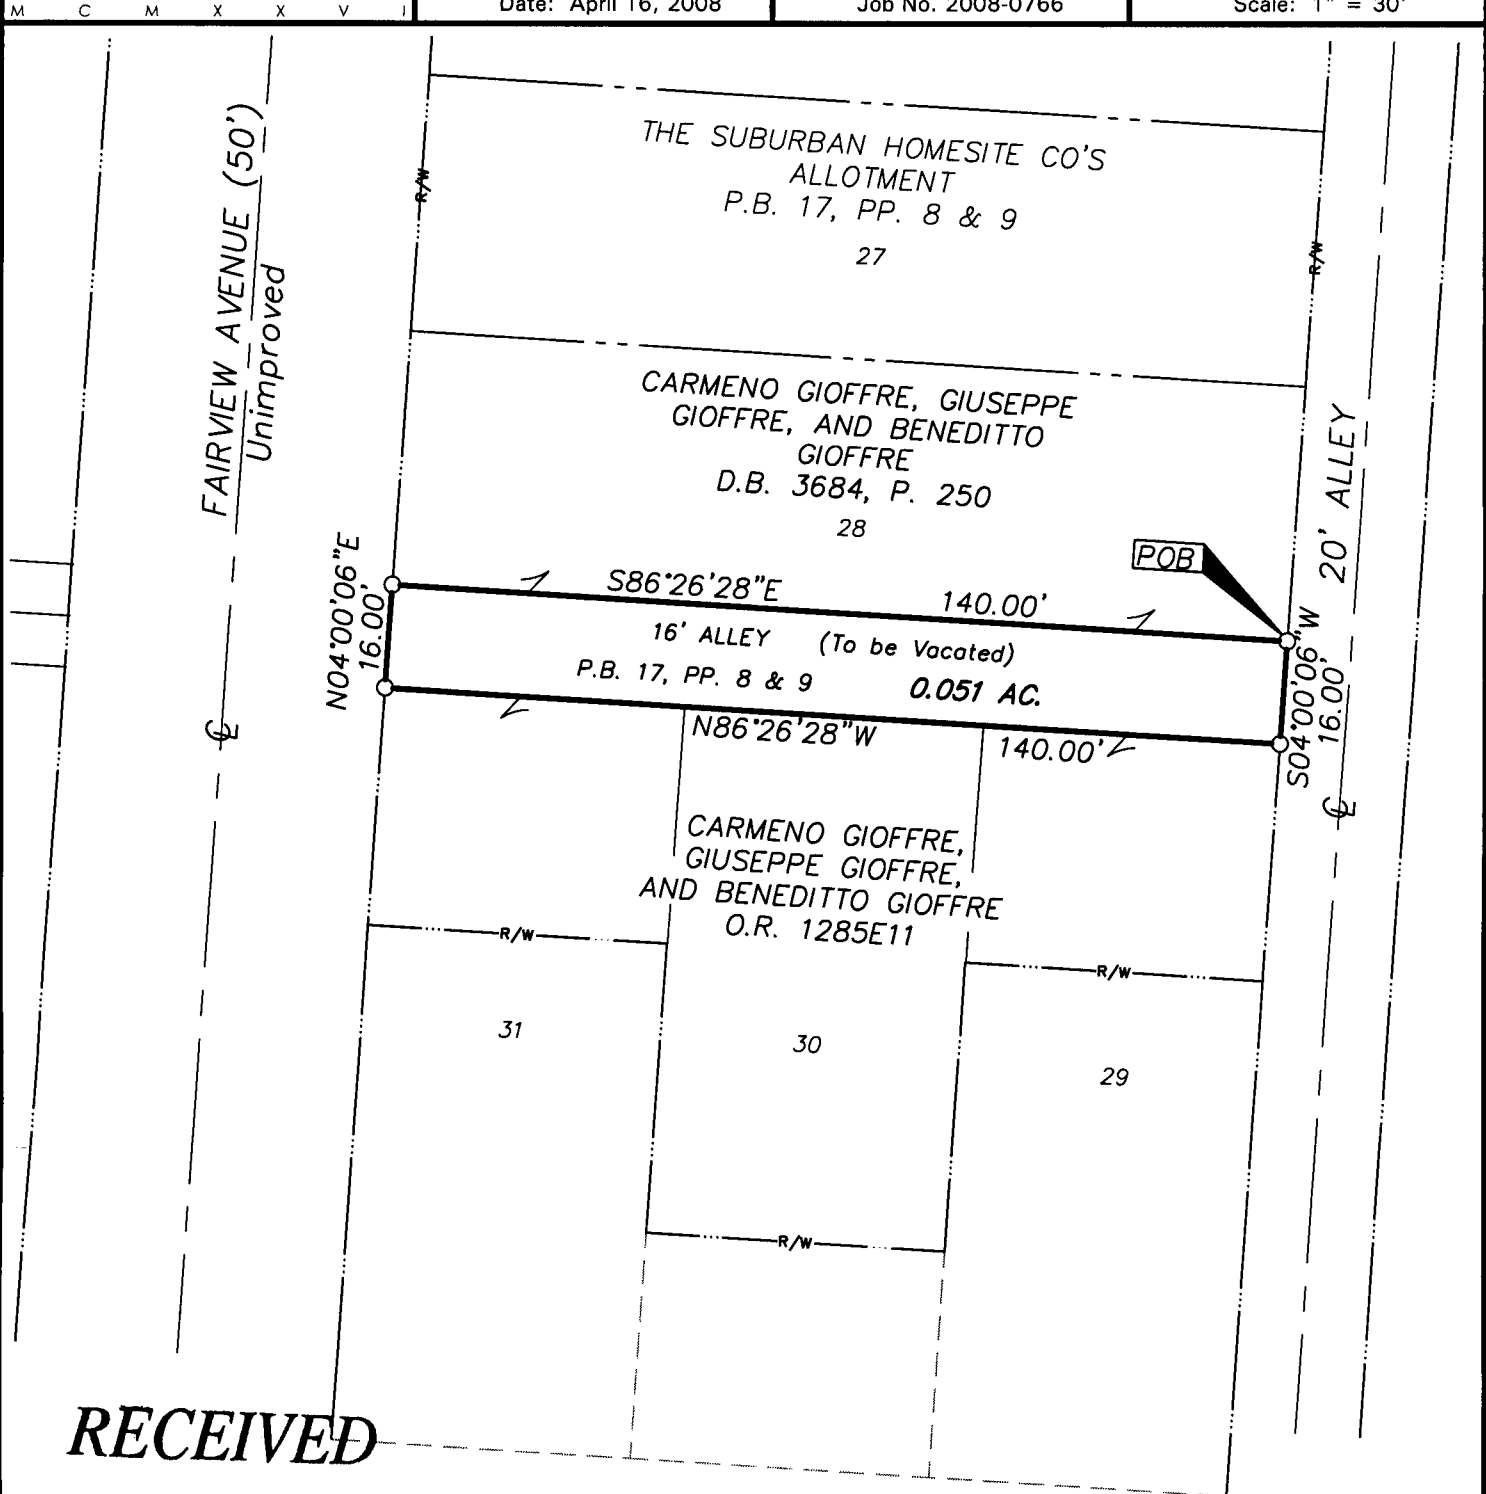 M C M X X V I
Date: April 16, 2008
Job No. 2008-0766
Scale: 1" = 30'
FAIRVIEW AVENUE (50')
Unimproved
R/W
THE SUBURBAN HOMESITE CO'S
ALLOTMENT
P.B. 17, PP. 8 & 9
27
R/W
CARMENO GIOFFRE, GIUSEPPE
GIOFFRE, AND BENEDITTO
GIOFFRE
D.B. 3684, P. 250
28
20' ALLEY
POB
N04°00'06"E
16.00'
S86°26'28"E 140.00'
16' ALLEY (To be Vacated)
P.B. 17, PP. 8 & 9 0.051 AC.
N86°26'28"W 140.00'
S04°00'06"W
16.00'
CARMENO GIOFFRE,
GIUSEPPE GIOFFRE,
AND BENEDITTO GIOFFRE
O.R. 1285E11
R/W
R/W
31
30
29
R/W
RECEIVED